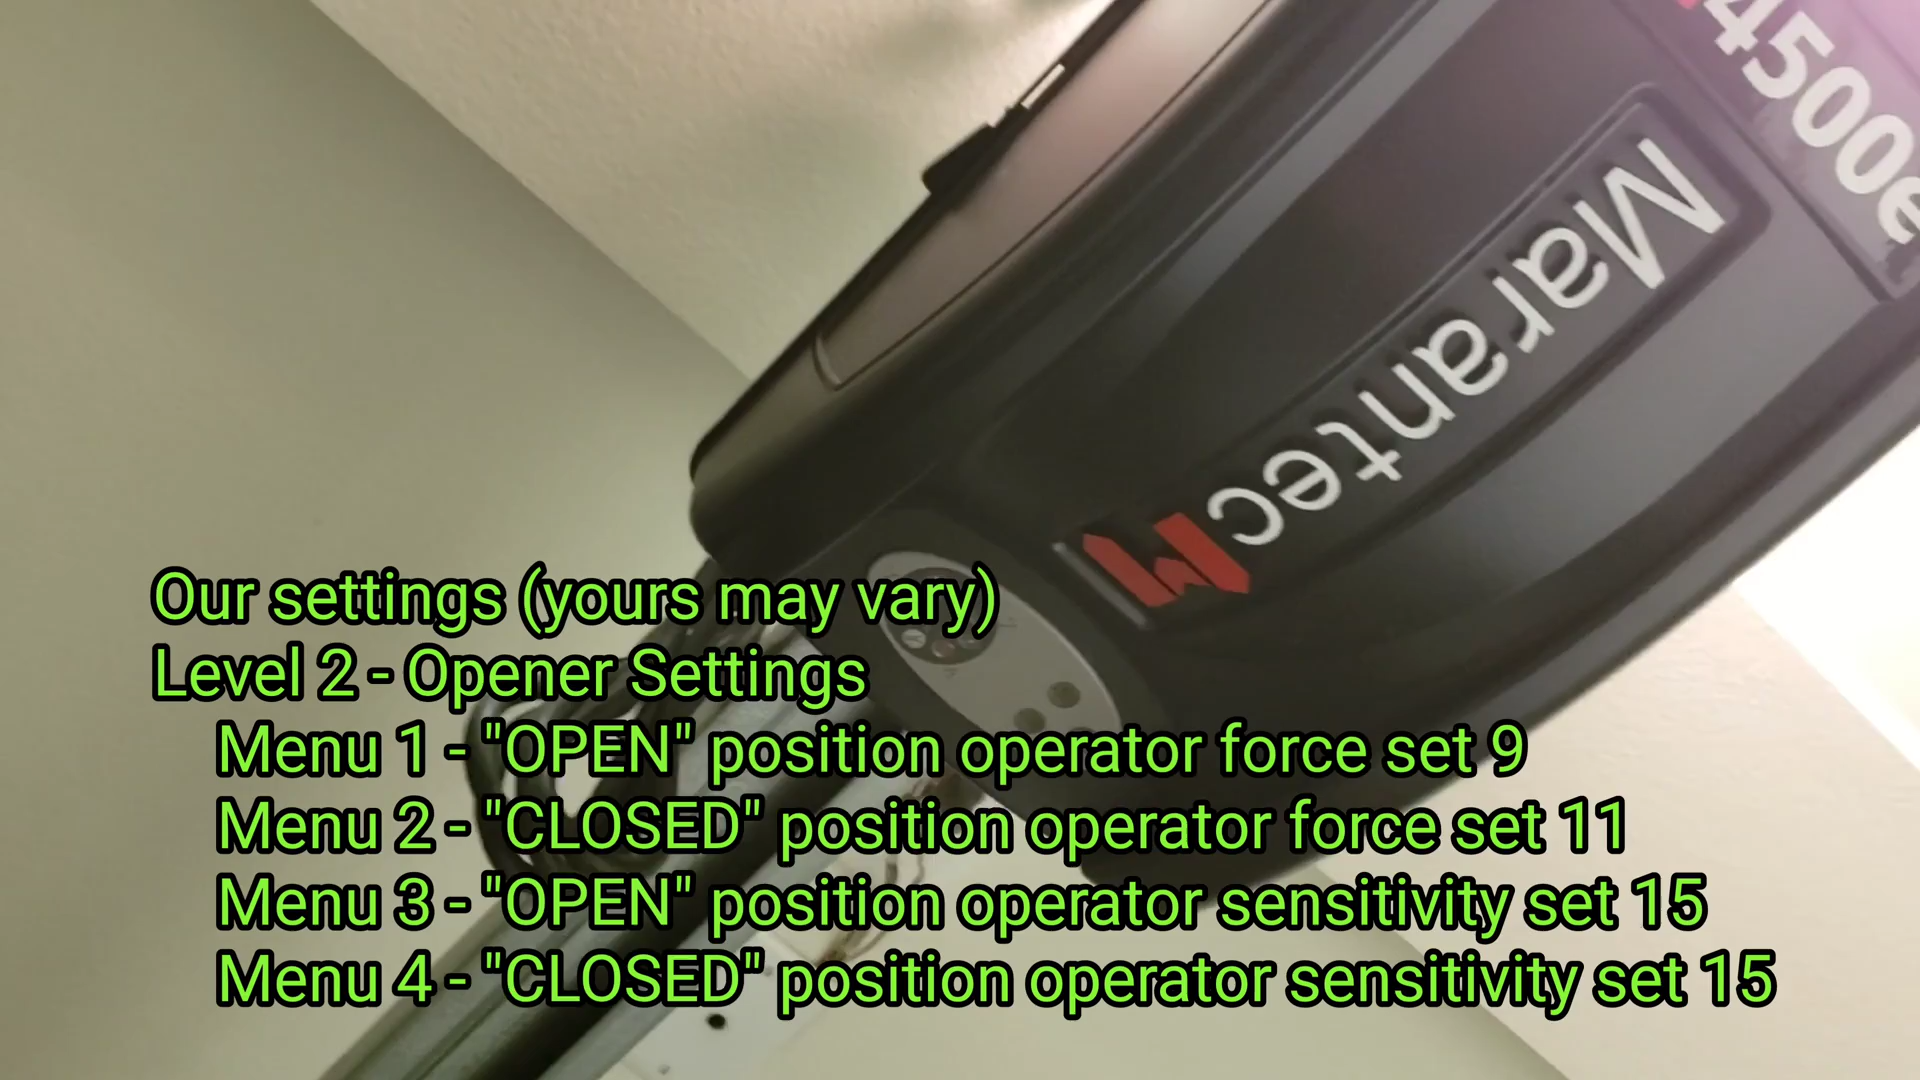 4500e
Marantec
Our settings (yours may vary)
Level 2 - Opener Settings
Menu 1 - "OPEN" position operator force set 9
Menu 2 - "CLOSED" position operator force set 11
Menu 3 - "OPEN" position operator sensitivity set 15
Menu 4 - "CLOSED" position operator sensitivity set 15